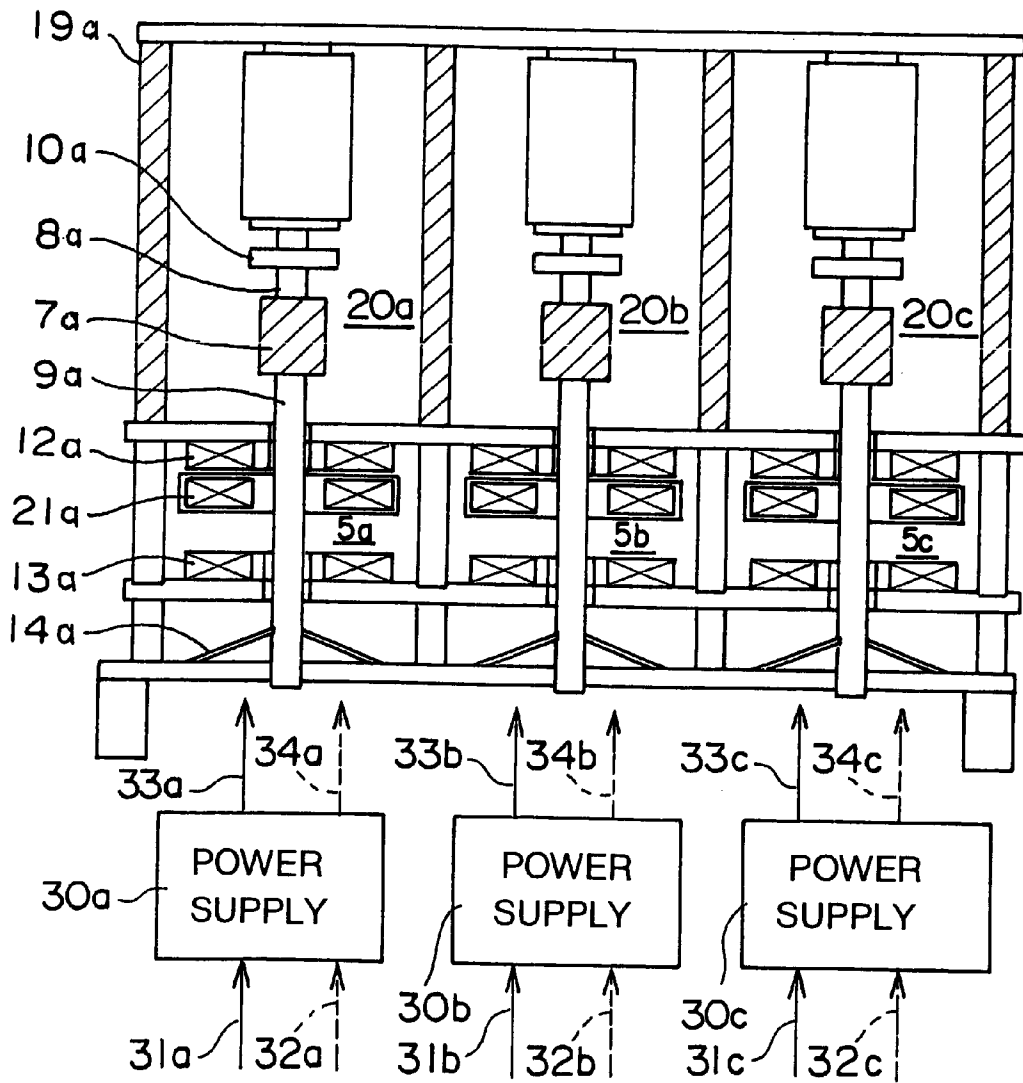 19a
10a
8a
7a
20a
20b
20c
9a
12a
21a
5a
5b
5c
13a
14a
33a
34a
33b
34b
33c
34c
POWER
SUPPLY
POWER
SUPPLY
POWER
SUPPLY
30a
30b
30c
31a
32a
31b
32b
31c
32c